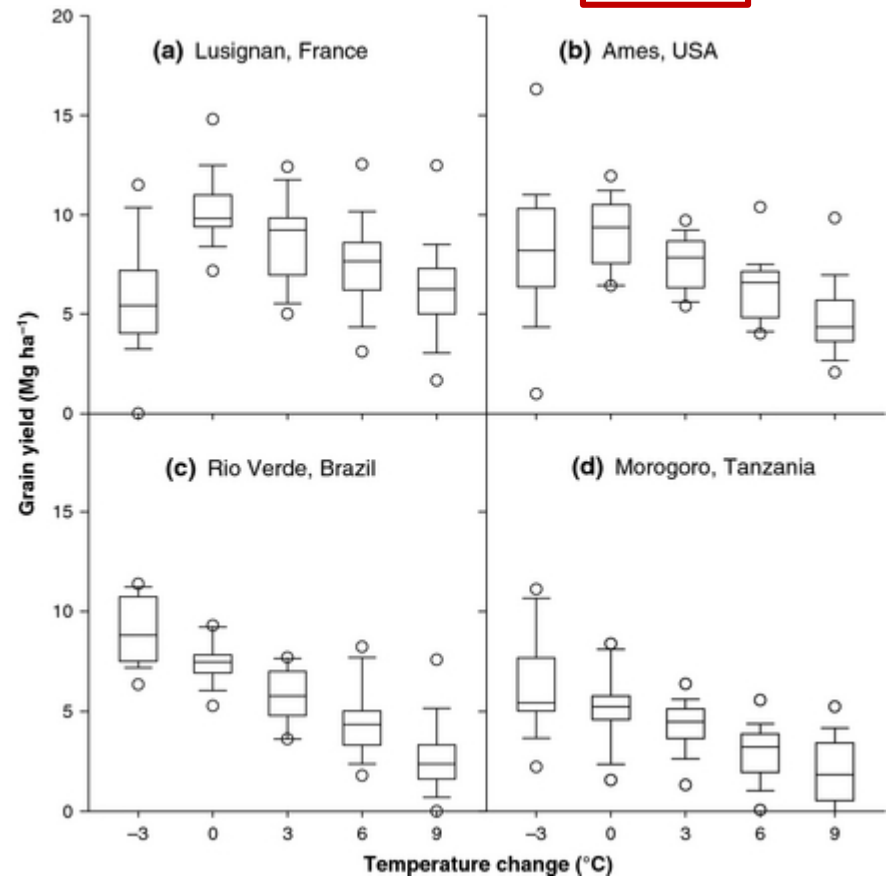 20
(a) Lusignan, France
(b) Ames, USA
15
10
5
0
Grain yield (Mg ha⁻¹)
(c) Rio Verde, Brazil
(d) Morogoro, Tanzania
15
10
5
0
−3 0 3 6 9 −3 0 3 6 9
Temperature change (°C)